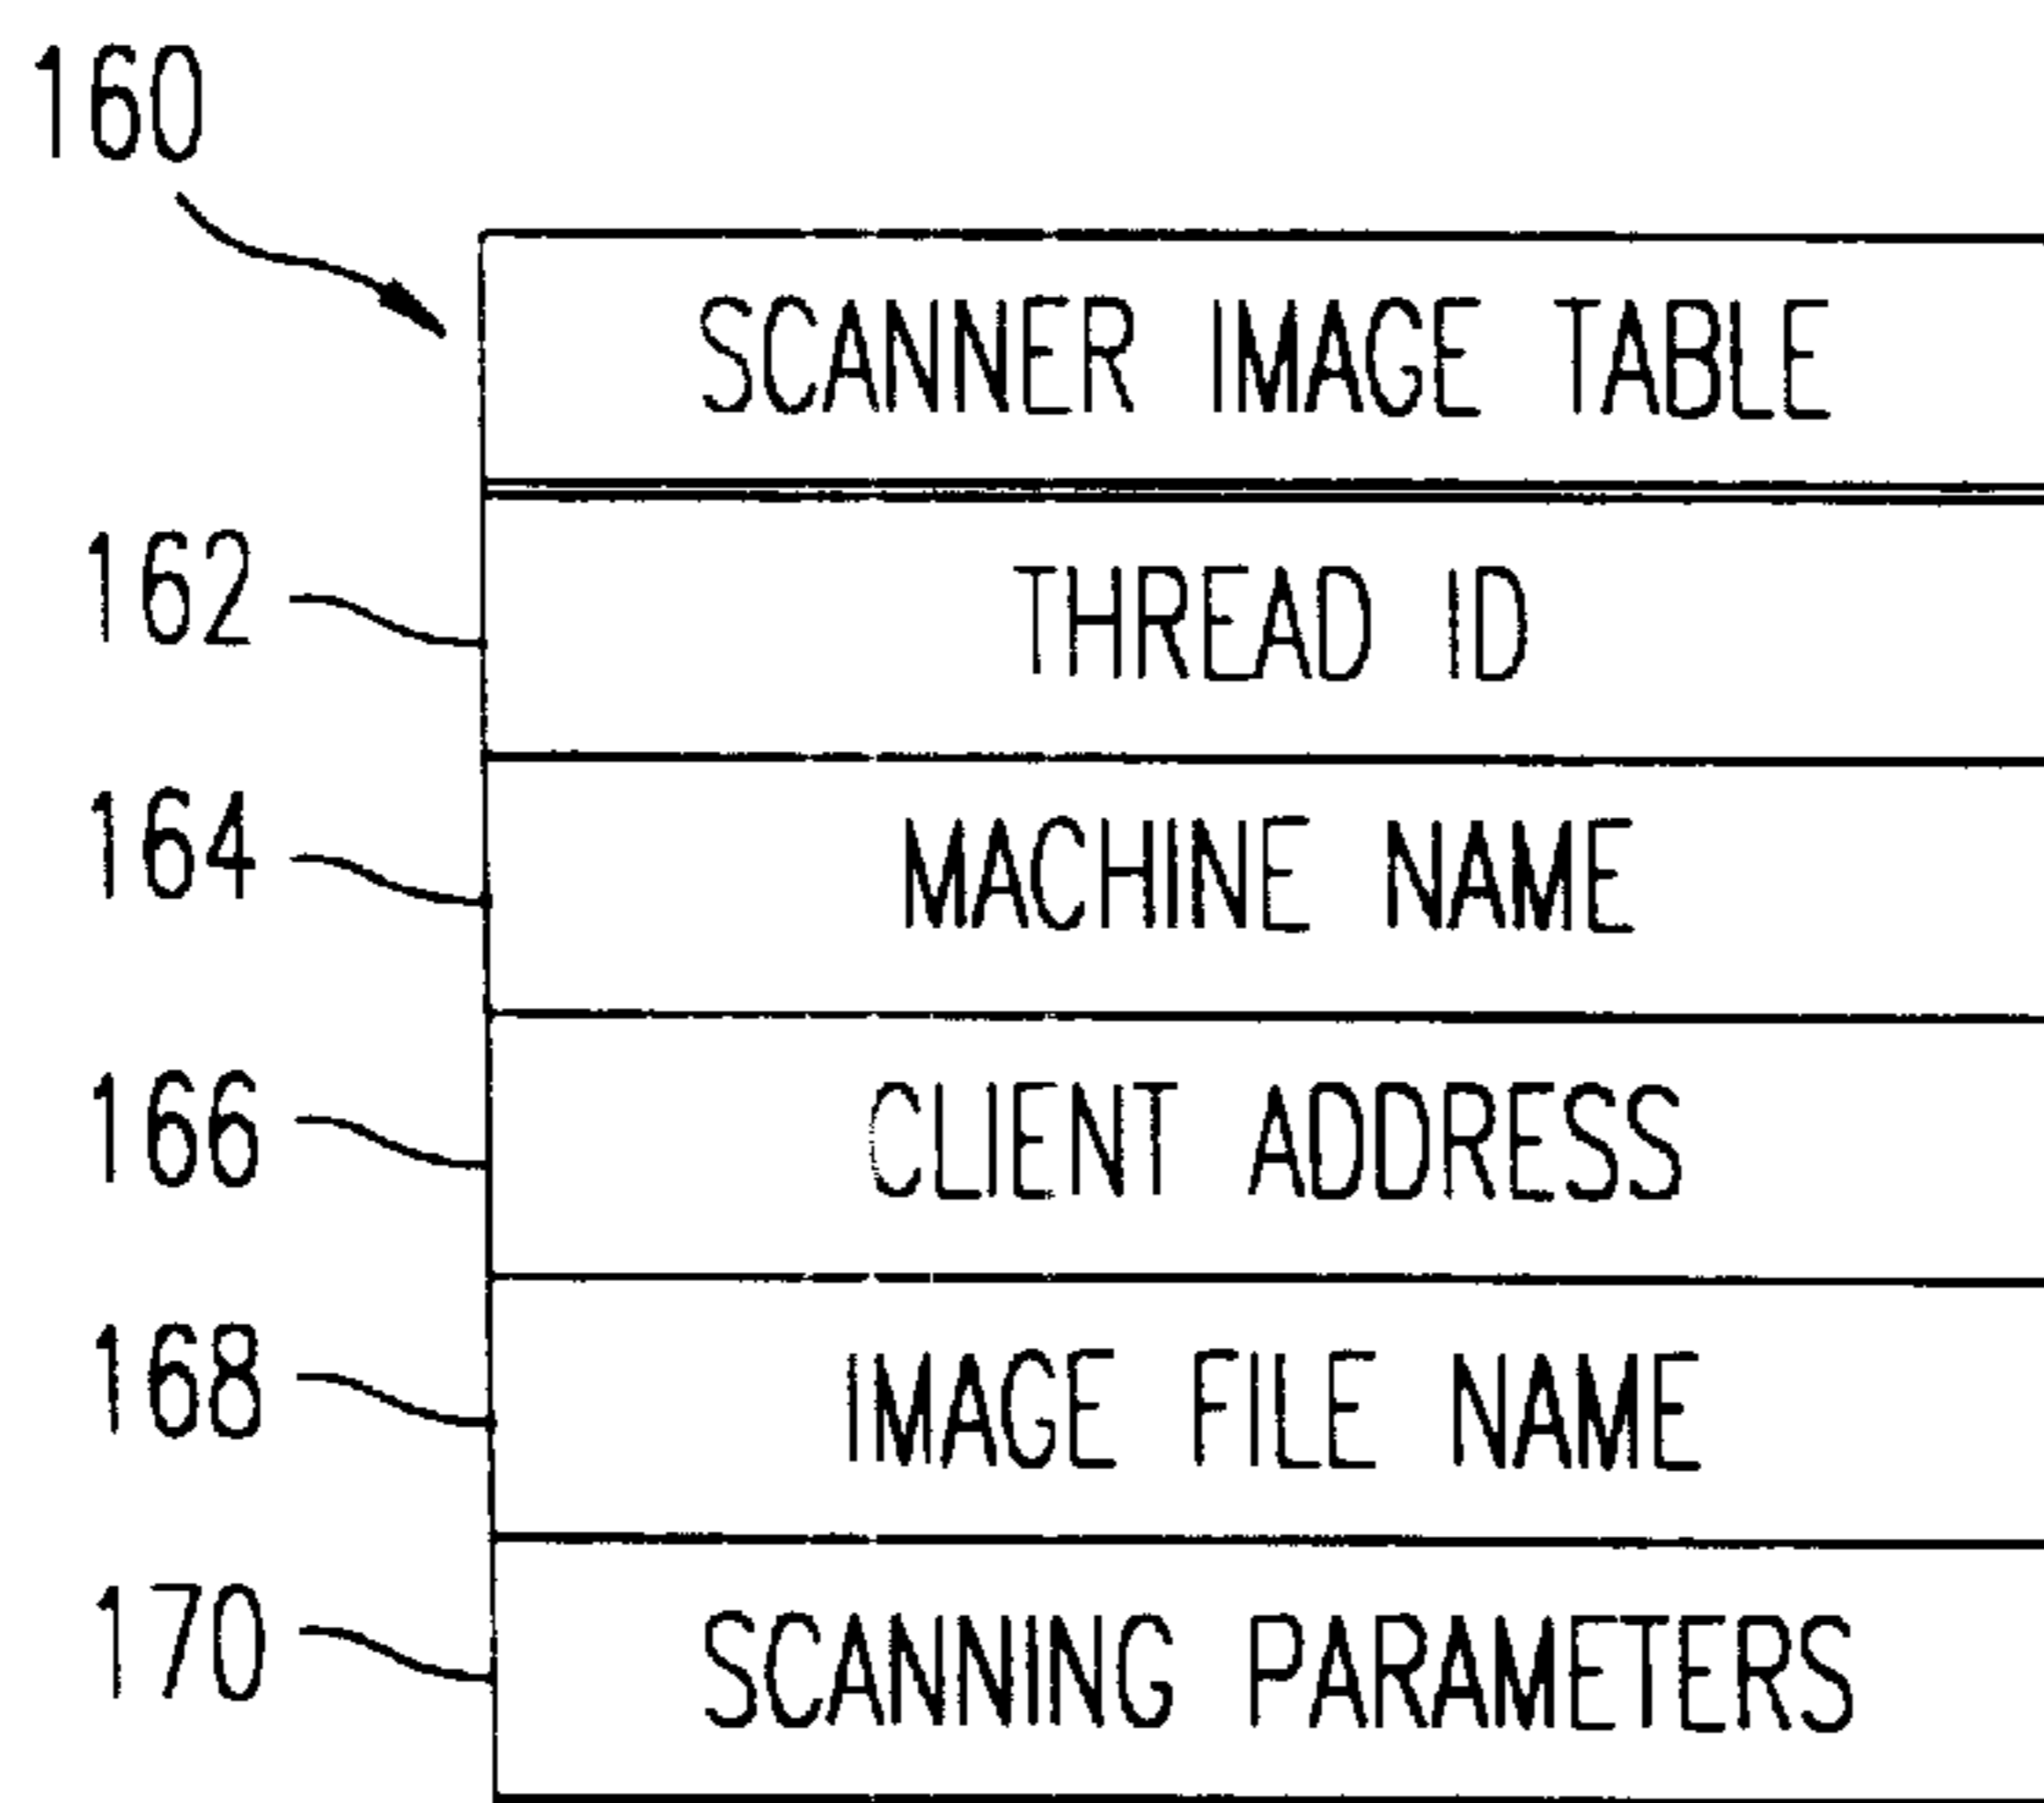 160
SCANNER IMAGE TABLE
162 THREAD ID
164 MACHINE NAME
166 CLIENT ADDRESS
168 IMAGE FILE NAME
170 SCANNING PARAMETERS